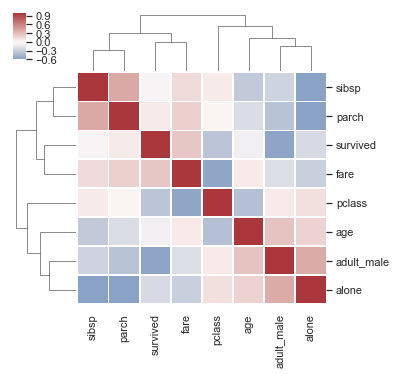 0.9
0.6
0.3
0.0
−0.3
−0.6
sibsp
parch
survived
fare
pclass
age
adult_male
alone
sibsp
parch
survived
fare
pclass
age
adult_male
alone